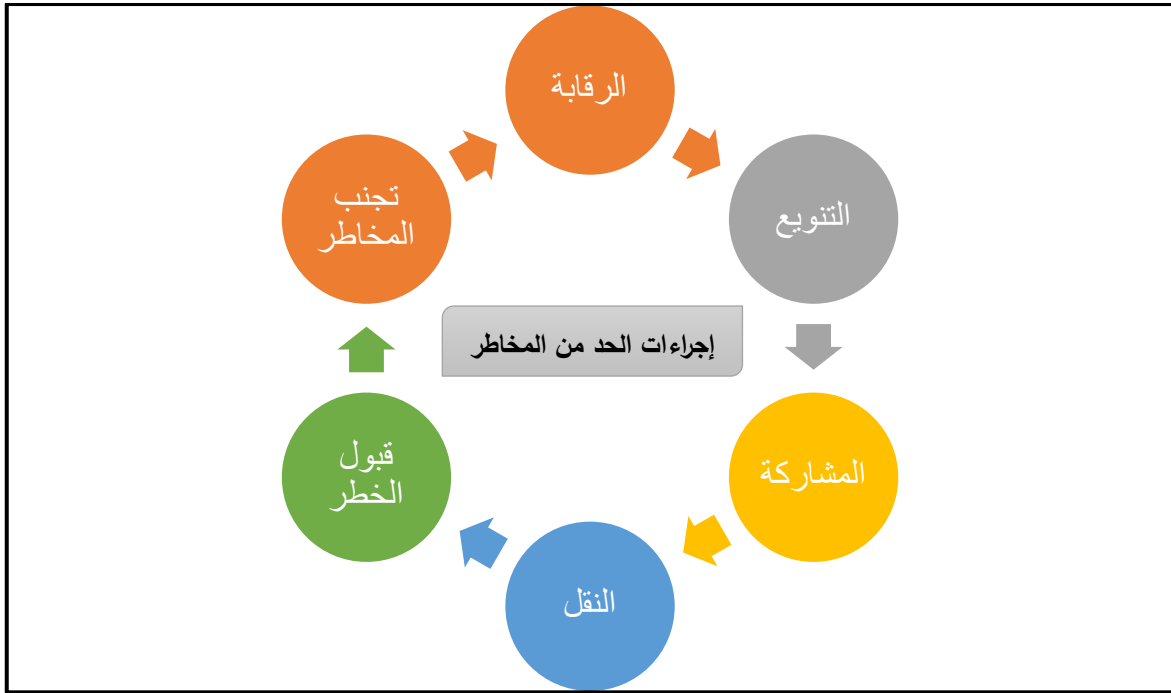 الرقابة
التنويع
المشاركة
النقل
قبول
الخطر
تجنب
المخاطر
إجراءات الحد من المخاطر